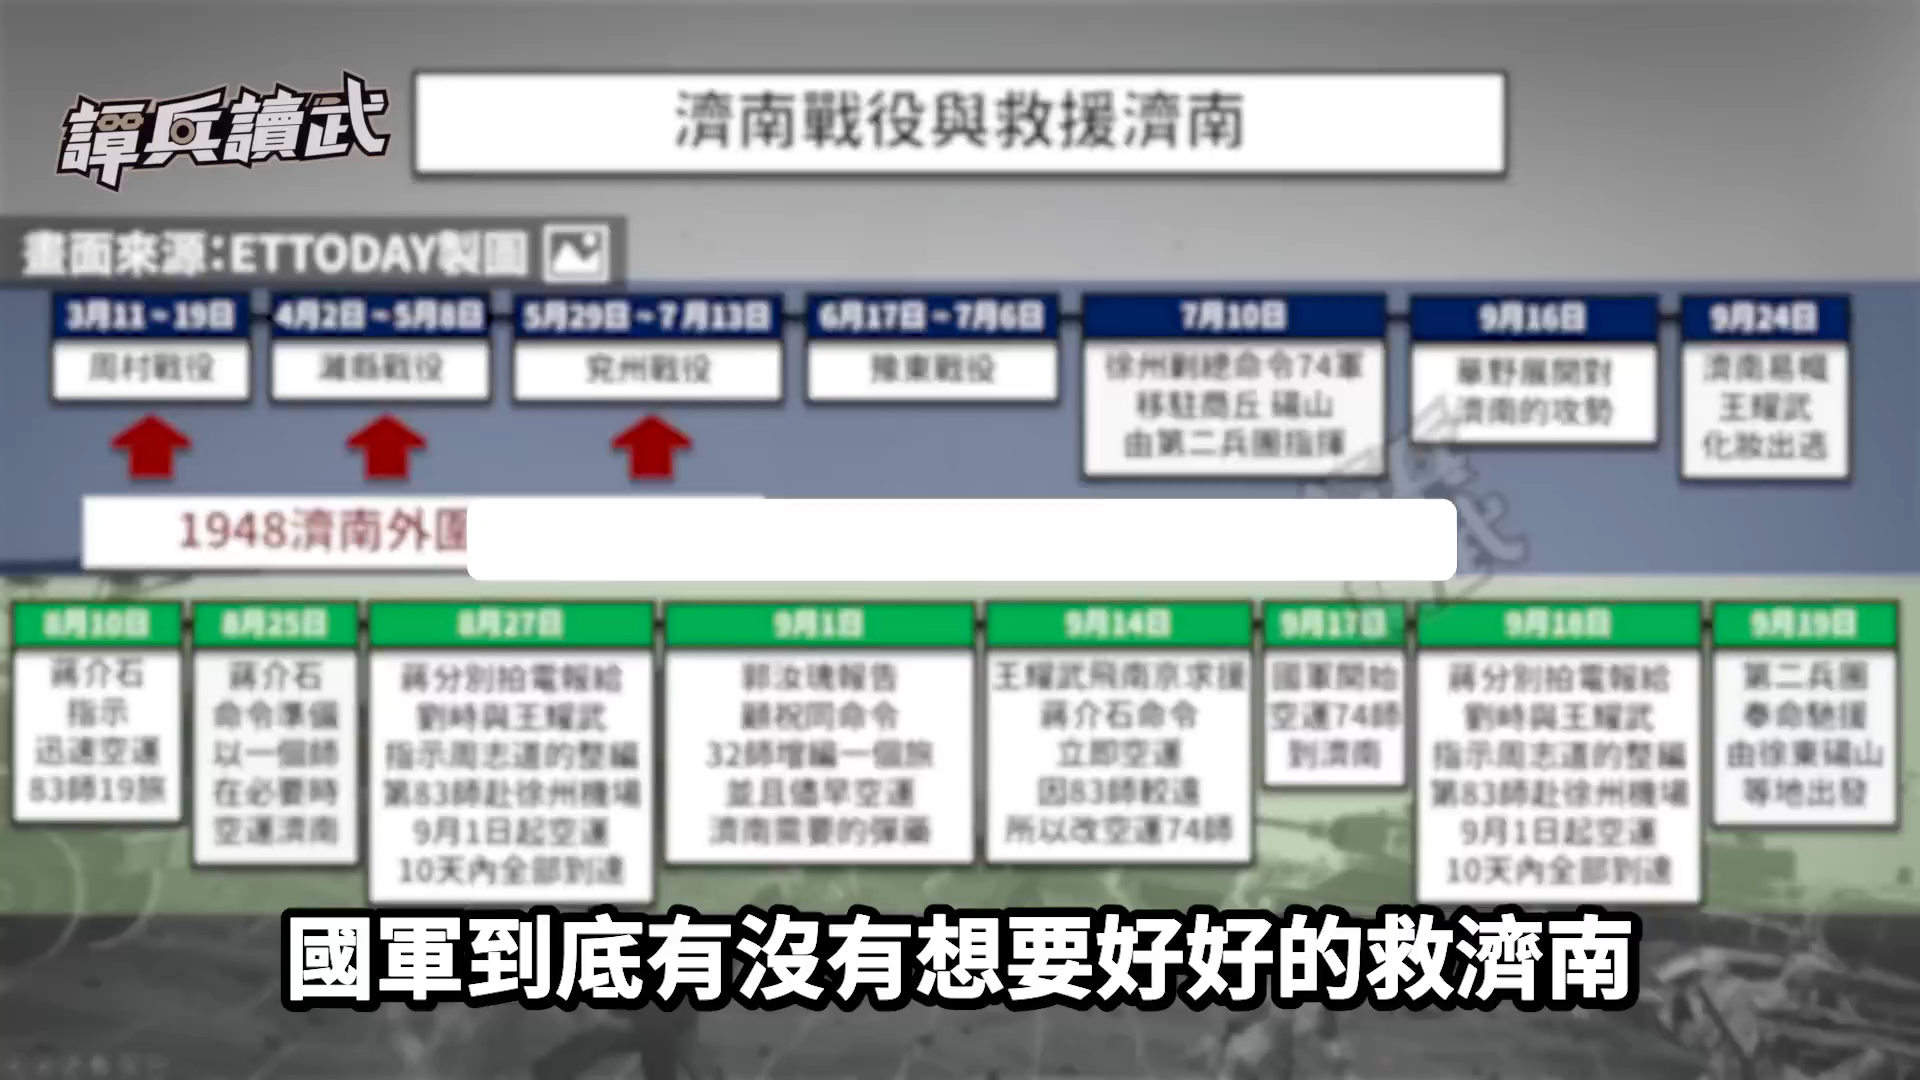 譚兵讀武
濟南戰役與救援濟南
畫面來源:ETTODAY製圖
3月11~19日
周村戰役
4月2日~5月8日
濰縣戰役
5月29日~7月13日
兗州戰役
6月17日~7月6日
豫東戰役
7月10日
徐州剿總命令74軍
移駐商丘 碭山
由第二兵團指揮
9月16日
華野展開對
濟南的攻勢
9月24日
濟南易幟
王耀武
化妝出逃
1948濟南外圍
8月10日
蔣介石
指示
迅速空運
83師19旅
8月25日
蔣介石
命令準備
以一個師
在必要時
空運濟南
8月27日
蔣分別拍電報給
劉峙與王耀武
指示周志道的整編
第83師赴徐州機場
9月1日起空運
10天內全部到達
9月1日
郭汝瑰報告
顧祝同命令
32師增編一個旅
並且儘早空運
濟南需要的彈藥
9月14日
王耀武飛南京求援
蔣介石命令
立即空運
因83師較遠
所以改空運74師
9月17日
國軍開始
空運74師
到濟南
9月18日
蔣分別拍電報給
劉峙與王耀武
指示周志道的整編
第83師赴徐州機場
9月1日起空運
10天內全部到達
9月19日
第二兵團
奉命馳援
由徐東碭山
等地出發
國軍到底有沒有想要好好的救濟南